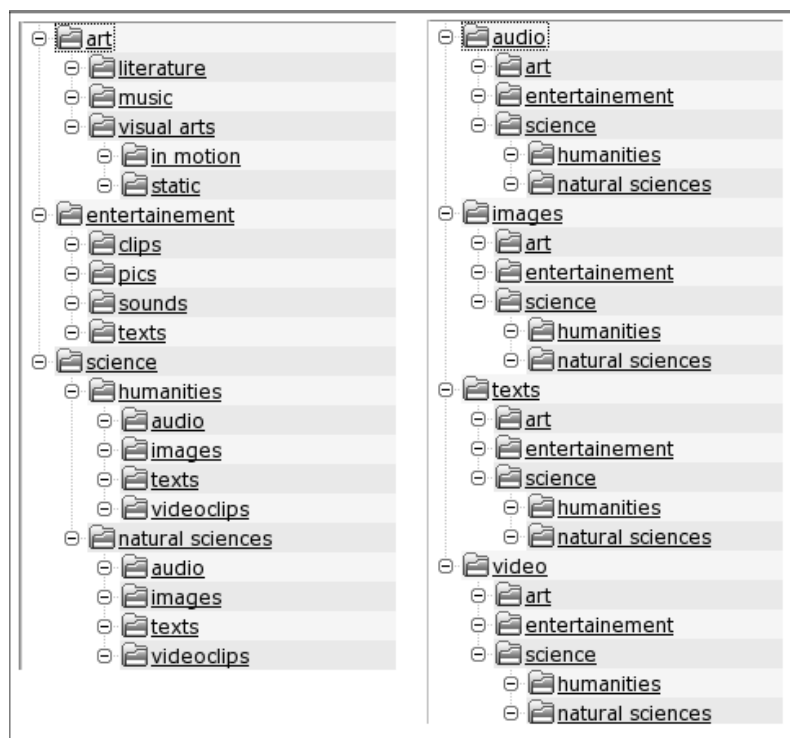 art
literature
music
visual arts
in motion
static
entertainement
clips
pics
sounds
texts
science
humanities
audio
images
texts
videoclips
natural sciences
audio
images
texts
videoclips
audio
art
entertainement
science
humanities
natural sciences
images
art
entertainement
science
humanities
natural sciences
texts
art
entertainement
science
humanities
natural sciences
video
art
entertainement
science
humanities
natural sciences